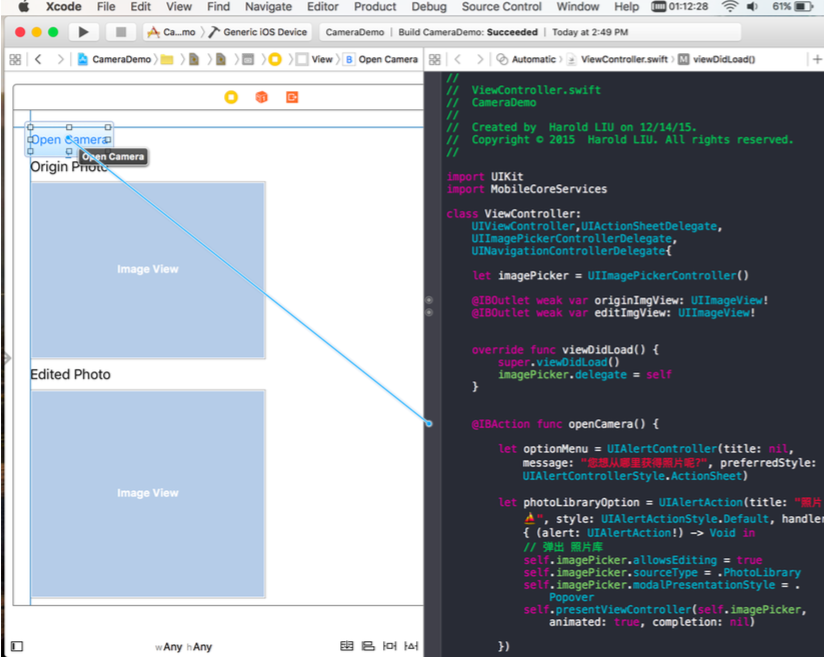 Xcode File Edit View Find Navigate Editor Product Debug Source Control Window Help 01:12:28 61%
Ca...mo Generic iOS Device CameraDemo Build CameraDemo: Succeeded Today at 2:49 PM
CameraDemo View B Open Camera
Automatic ViewController.swift M viewDidLoad()
Open Camera
Open Camera
Origin Photo
Image View
Edited Photo
Image View
wAny hAny
//
// ViewController.swift
// CameraDemo
//
// Created by Harold LIU on 12/14/15.
// Copyright © 2015 Harold LIU. All rights reserved.
//
import UIKit
import MobileCoreServices
class ViewController:
UIViewController,UIActionSheetDelegate,
UIImagePickerControllerDelegate,
UINavigationControllerDelegate{
let imagePicker = UIImagePickerController()
@IBOutlet weak var originImgView: UIImageView!
@IBOutlet weak var editImgView: UIImageView!
override func viewDidLoad() {
super.viewDidLoad()
imagePicker.delegate = self
}
@IBAction func openCamera() {
let optionMenu = UIAlertController(title: nil,
message: "您想从哪里获得照片呢?", preferredStyle:
UIAlertControllerStyle.ActionSheet)
let photoLibraryOption = UIAlertAction(title: "照片
", style: UIAlertActionStyle.Default, handler
{ (alert: UIAlertAction!) -> Void in
// 弹出 照片库
self.imagePicker.allowsEditing = true
self.imagePicker.sourceType = .PhotoLibrary
self.imagePicker.modalPresentationStyle = .
Popover
self.presentViewController(self.imagePicker,
animated: true, completion: nil)
})